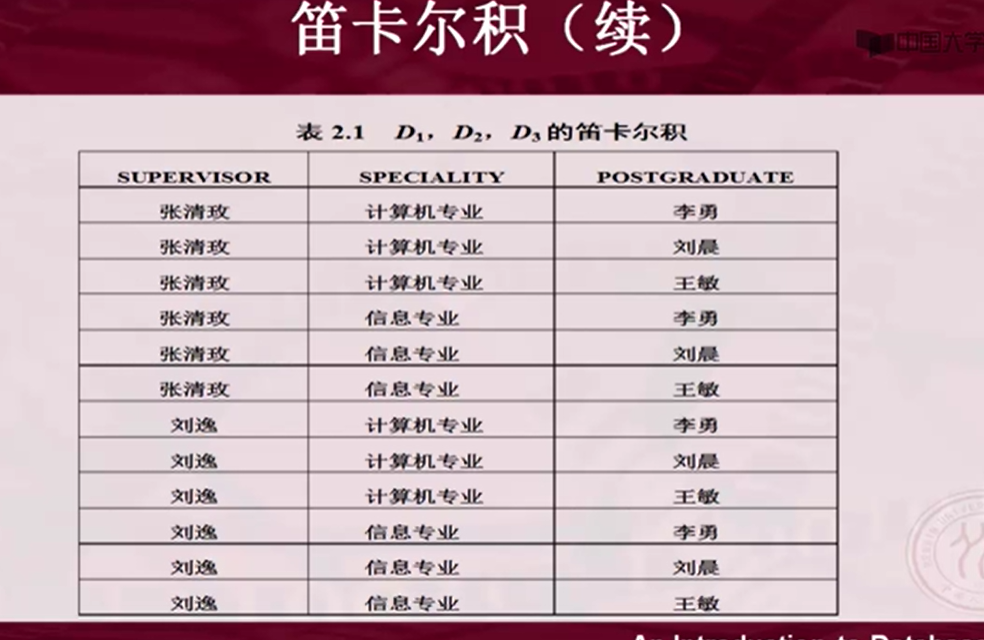 笛卡尔积（续）
中国大学
表 2.1 D₁，D₂，D₃的笛卡尔积
SUPERVISOR SPECIALITY POSTGRADUATE
张清玫 计算机专业 李勇
张清玫 计算机专业 刘晨
张清玫 计算机专业 王敏
张清玫 信息专业 李勇
张清玫 信息专业 刘晨
张清玫 信息专业 王敏
刘逸 计算机专业 李勇
刘逸 计算机专业 刘晨
刘逸 计算机专业 王敏
刘逸 信息专业 李勇
刘逸 信息专业 刘晨
刘逸 信息专业 王敏
An Introduction to Database